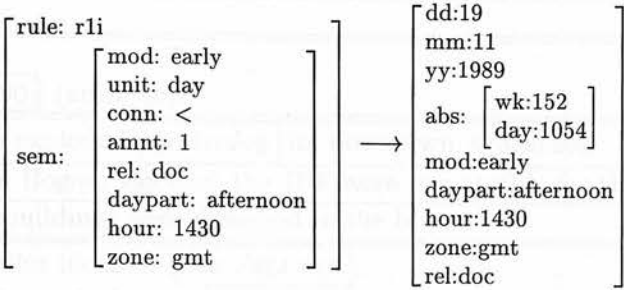 rule: r1i
sem:
mod: early
unit: day
conn: <
amnt: 1
rel: doc
daypart: afternoon
hour: 1430
zone: gmt
→
dd:19
mm:11
yy:1989
abs:
wk:152
day:1054
mod:early
daypart:afternoon
hour:1430
zone:gmt
rel:doc